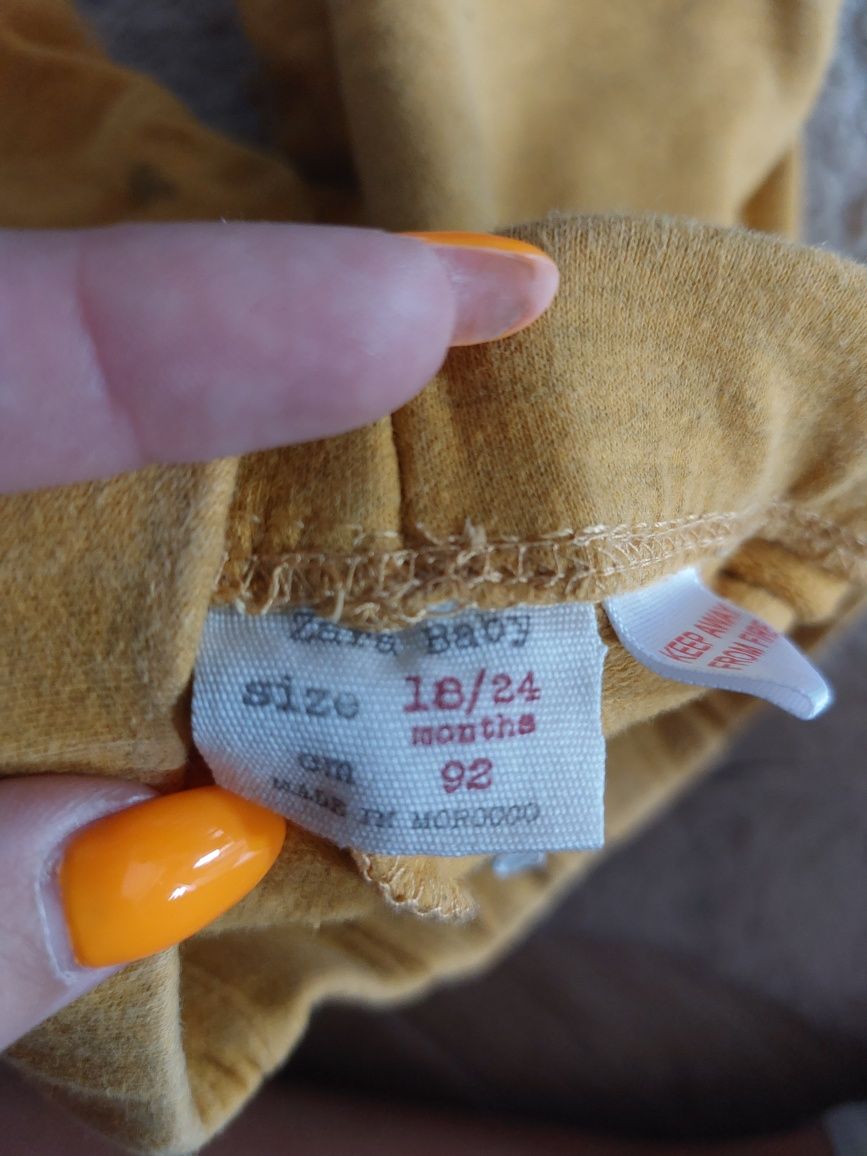 Zara Baby
size 18/24
months
cm 92
MADE IN MOROCCO
KEEP AWAY
FROM FIRE